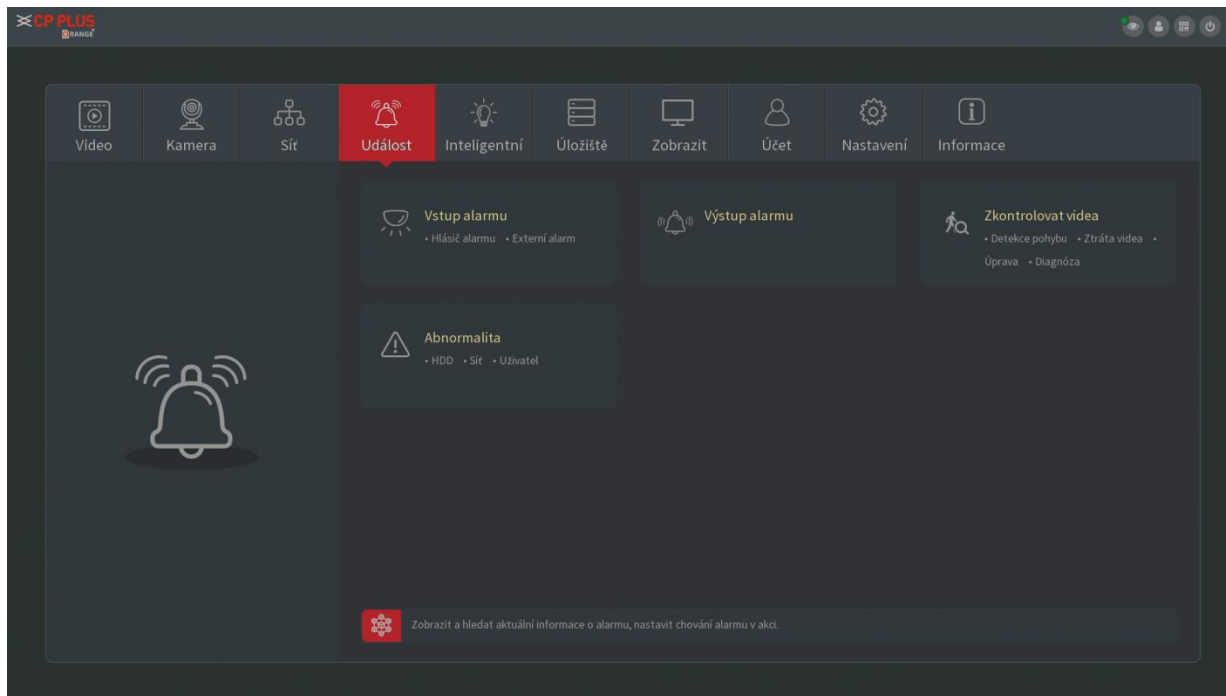 CP PLUS
ORANGE
Video Kamera Síť Událost Inteligentní Úložiště Zobrazit Účet Nastavení Informace
Vstup alarmu
• Hlásič alarmu • Externí alarm
Výstup alarmu
Zkontrolovat videa
• Detekce pohybu • Ztráta videa •
Úprava • Diagnóza
Abnormalita
• HDD • Síť • Uživatel
Zobrazit a hledat aktuální informace o alarmu, nastavit chování alarmu v akci.